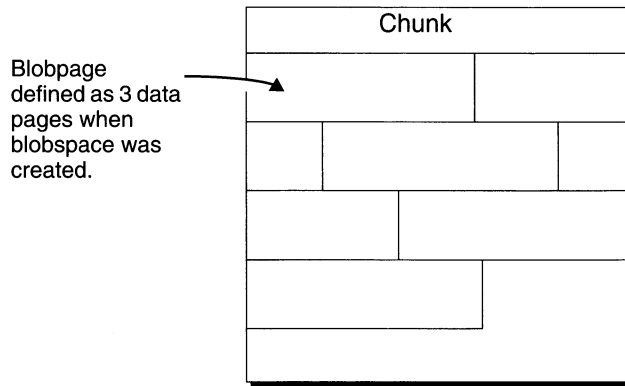 Chunk
Blobpage
defined as 3 data
pages when
blobspace was
created.